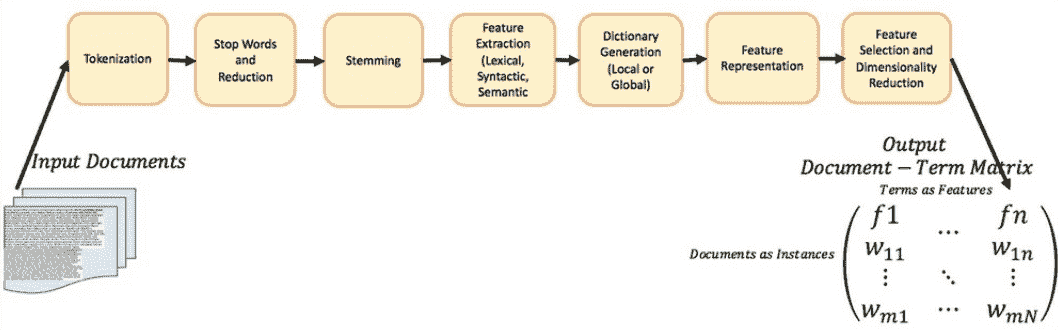 Tokenization
Stop Words
and
Reduction
Stemming
Feature
Extraction
(Lexical,
Syntactic,
Semantic
Dictionary
Generation
(Local or
Global)
Feature
Representation
Feature
Selection and
Dimensionality
Reduction
Input Documents
Output
Document − Term Matrix
Terms as Features
Documents as Instances
f1 ... fn
w11 w1n
⋮ ⋱ ⋮
wm1 ... wmN